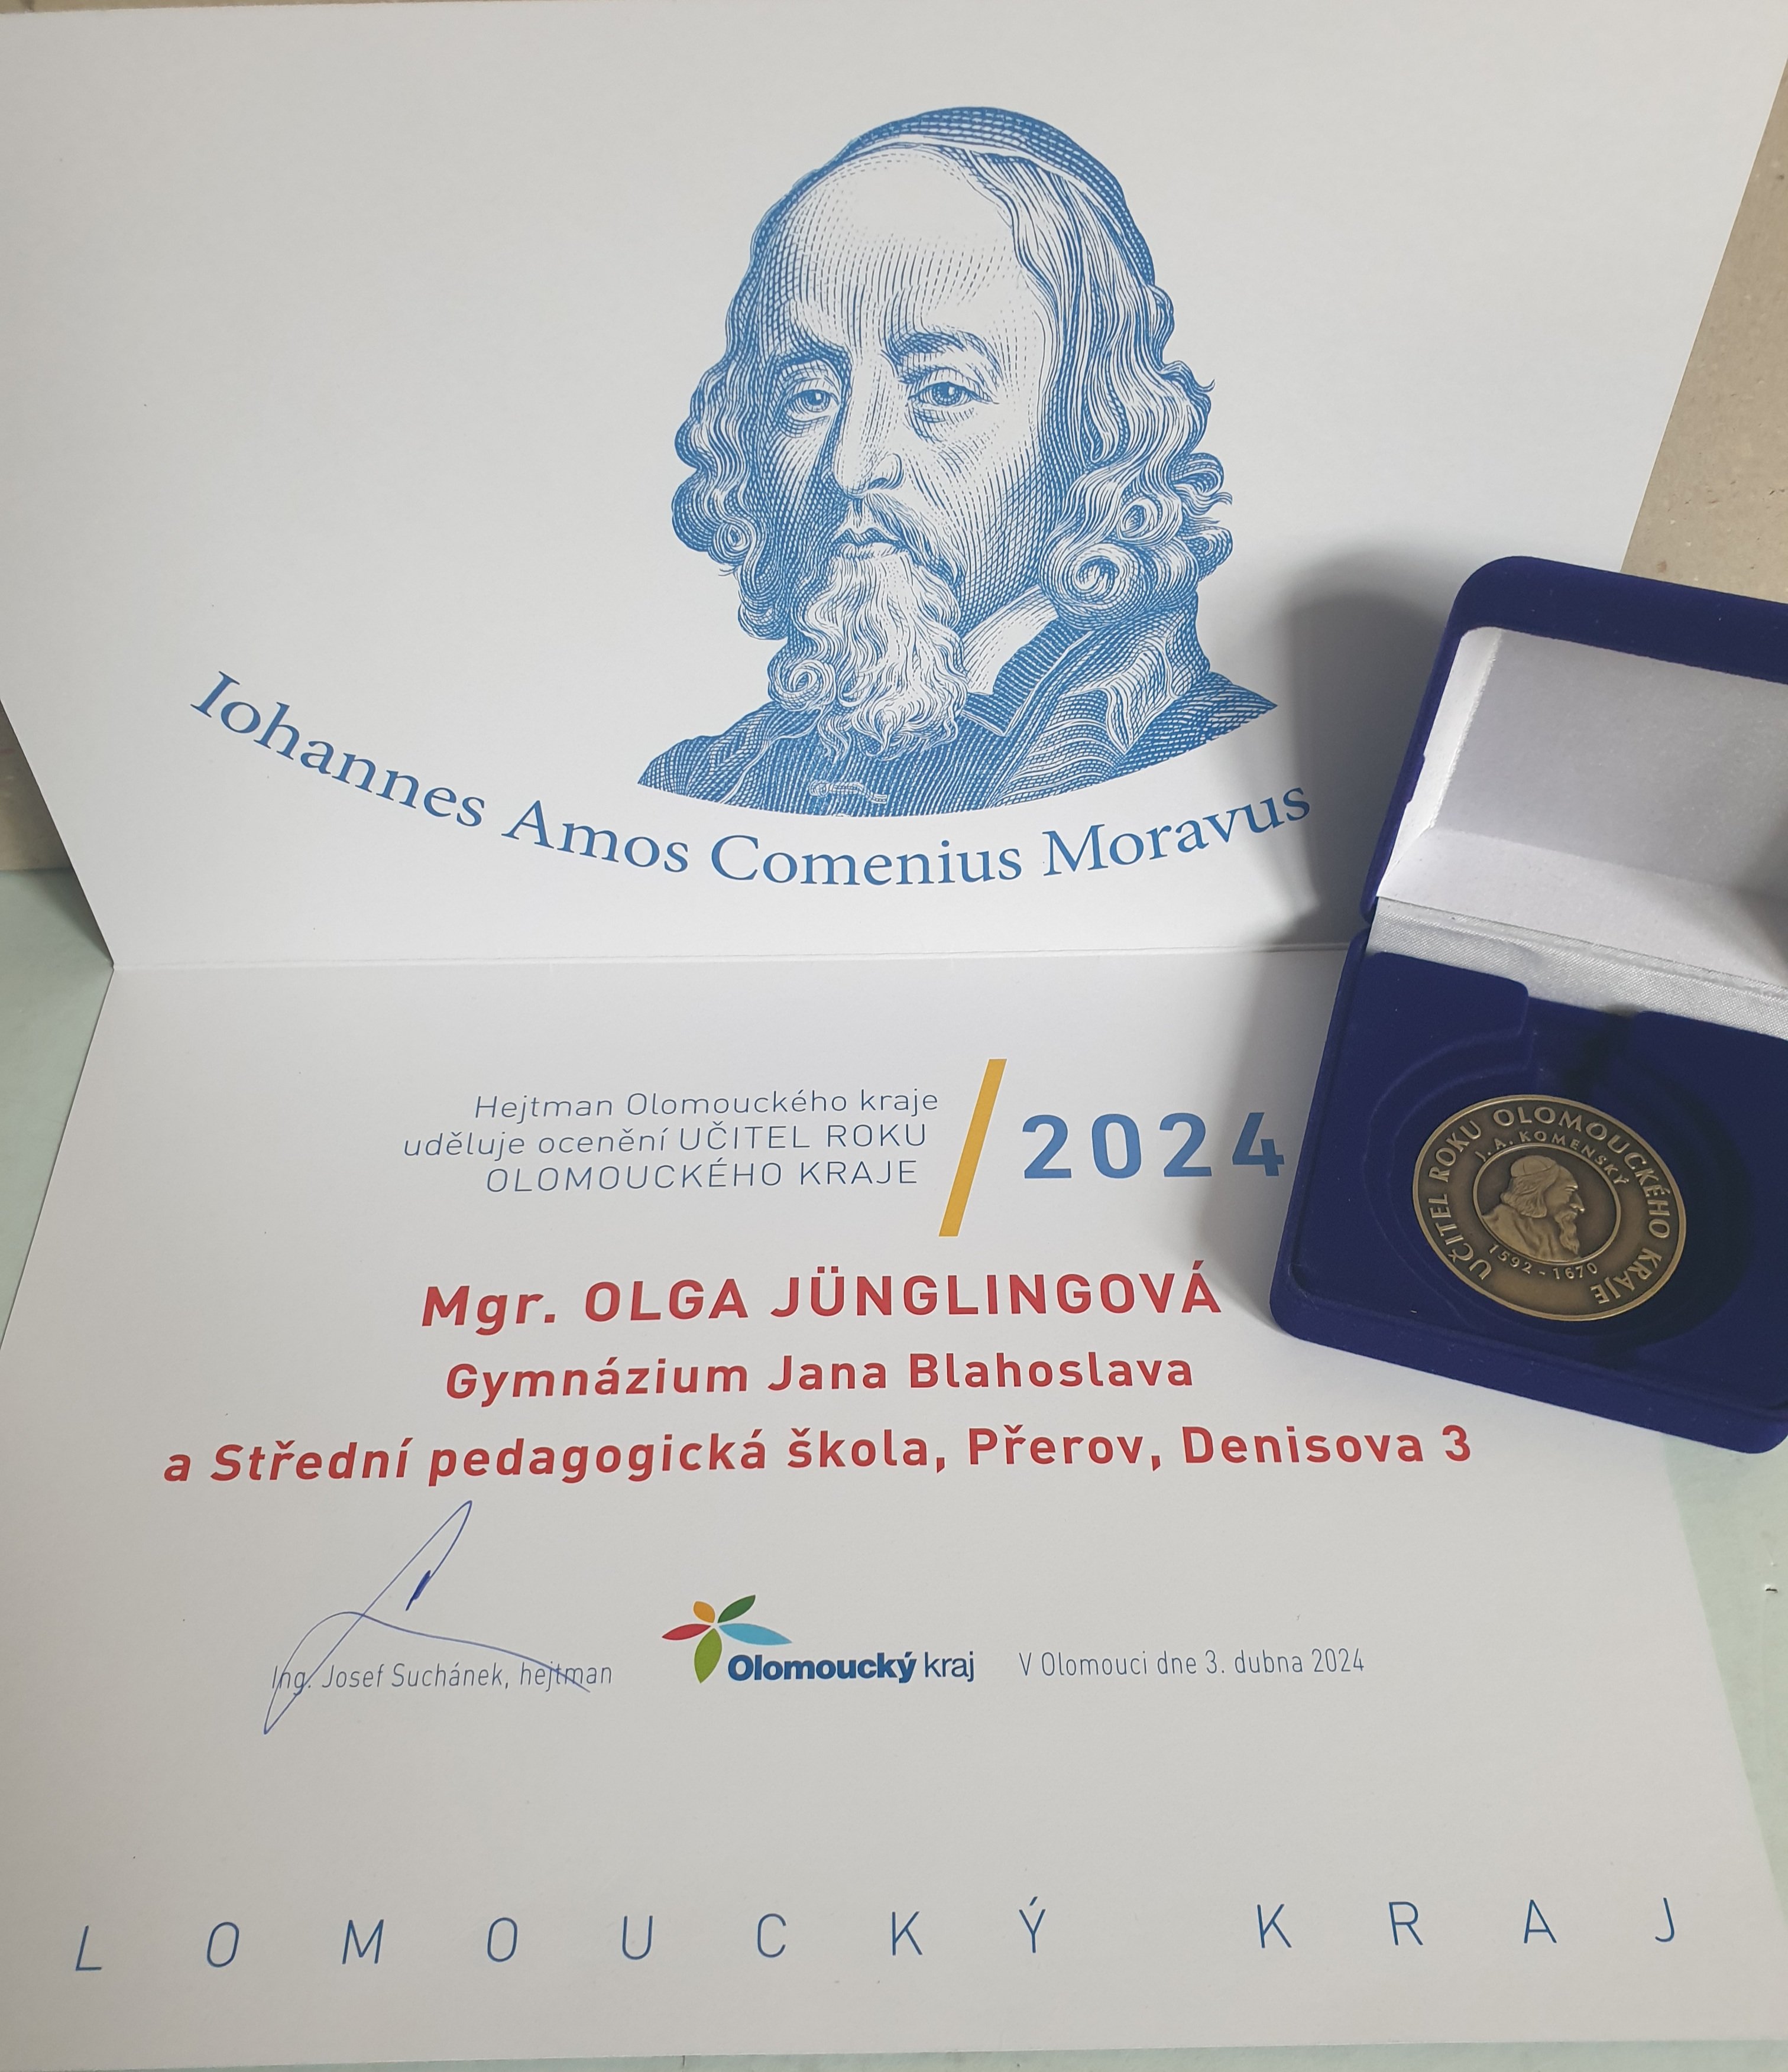 Iohannes Amos Comenius Moravus
Hejtman Olomouckého kraje
uděluje ocenění UČITEL ROKU
OLOMOUCKÉHO KRAJE
2024
Mgr. OLGA JÜNGLINGOVÁ
Gymnázium Jana Blahoslava
a Střední pedagogická škola, Přerov, Denisova 3
Ing. Josef Suchánek, hejtman
Olomoucký kraj
V Olomouci dne 3. dubna 2024
LOMOUCKÝ KRAJ
UČITEL ROKU OLOMOUCKÉHO KRAJE
J. A. KOMENSKÝ
1592 - 1670